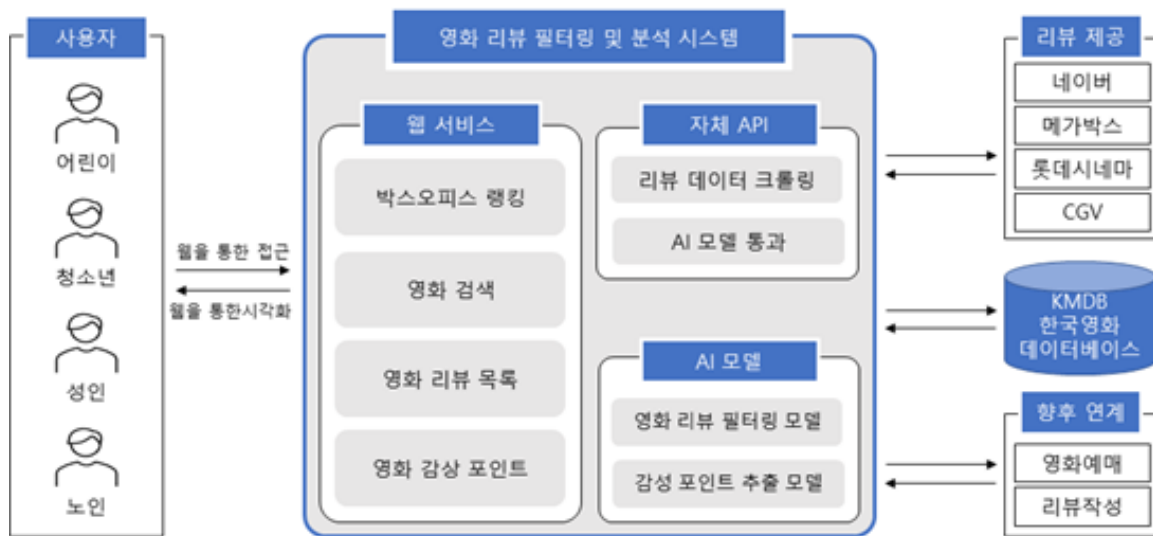 사용자
어린이
청소년
성인
노인
웹을 통한 접근
웹을 통한시각화
영화 리뷰 필터링 및 분석 시스템
웹 서비스
박스오피스 랭킹
영화 검색
영화 리뷰 목록
영화 감상 포인트
자체 API
리뷰 데이터 크롤링
AI 모델 통과
AI 모델
영화 리뷰 필터링 모델
감성 포인트 추출 모델
리뷰 제공
네이버
메가박스
롯데시네마
CGV
KMDB
한국영화
데이터베이스
향후 연계
영화예매
리뷰작성